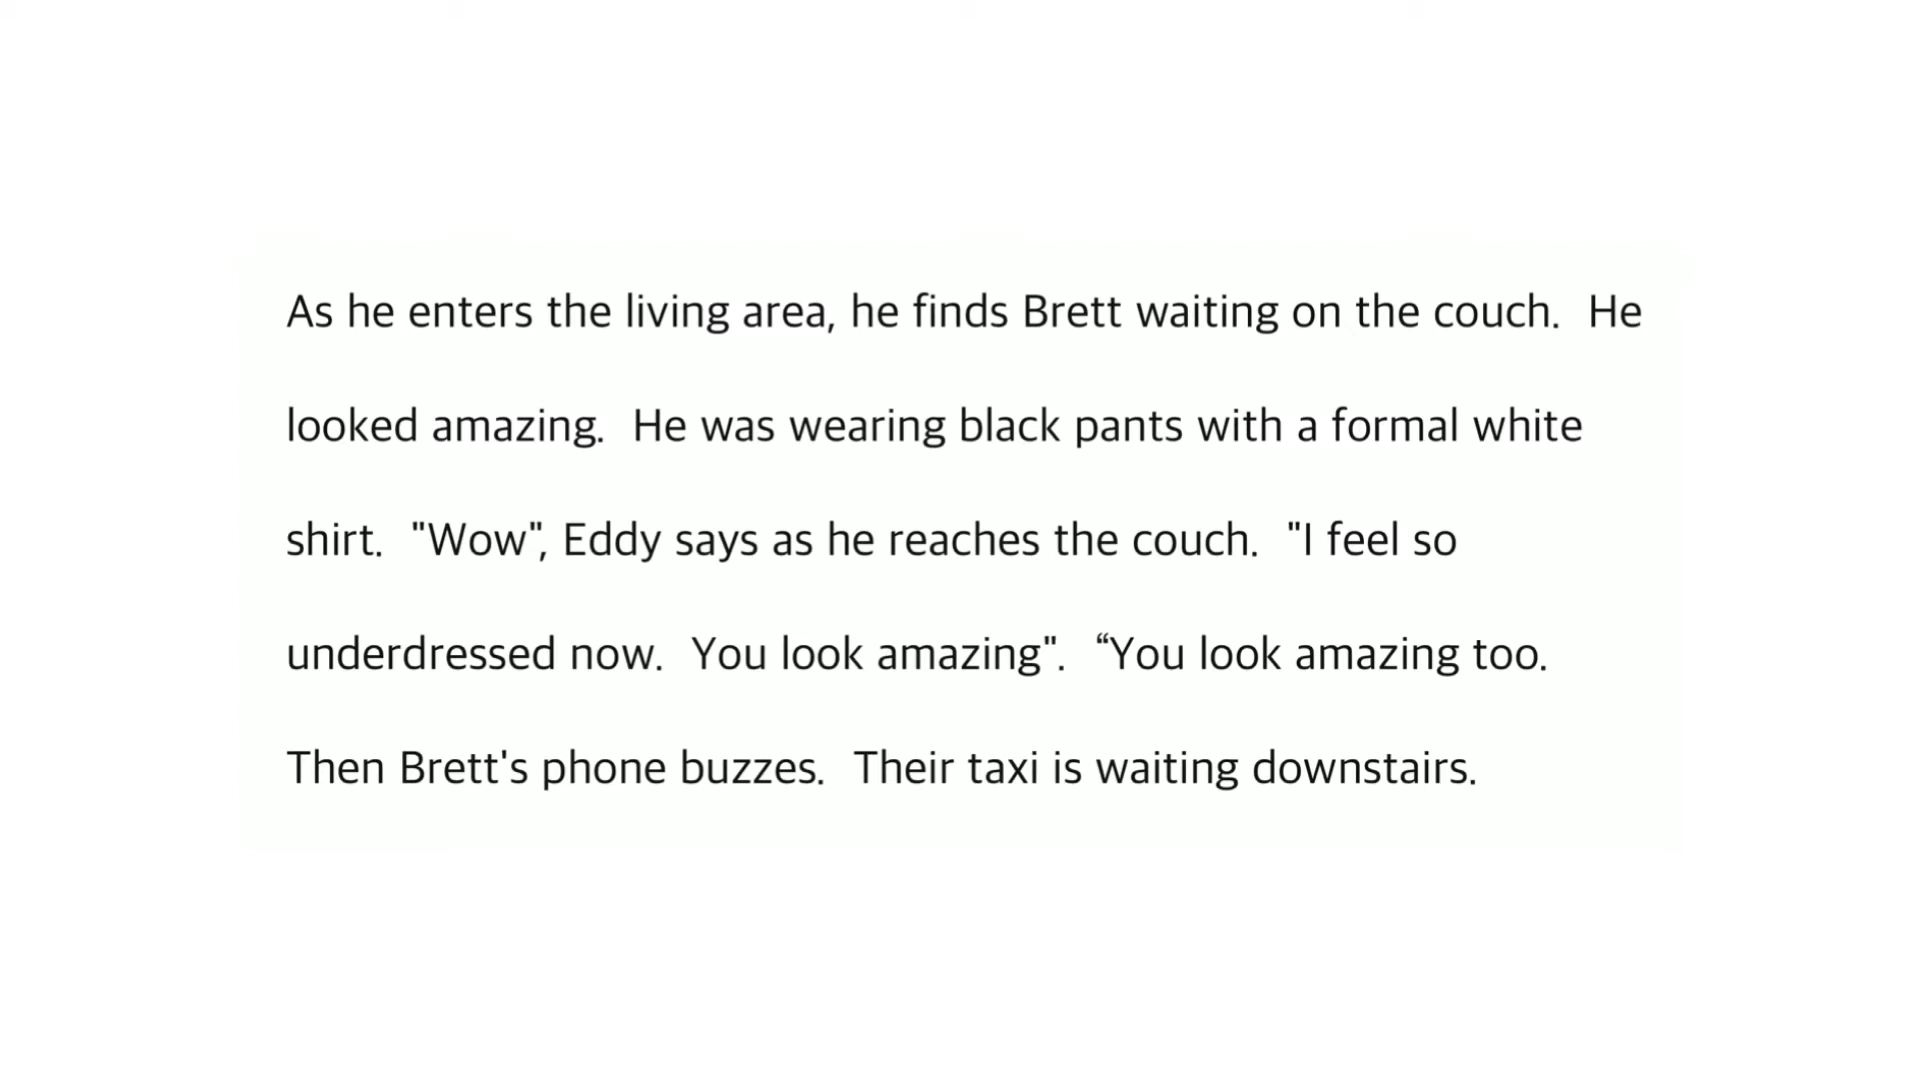 As he enters the living area, he finds Brett waiting on the couch.  He
looked amazing.  He was wearing black pants with a formal white
shirt.  "Wow", Eddy says as he reaches the couch.  "I feel so
underdressed now.  You look amazing".  “You look amazing too.
Then Brett's phone buzzes.  Their taxi is waiting downstairs.